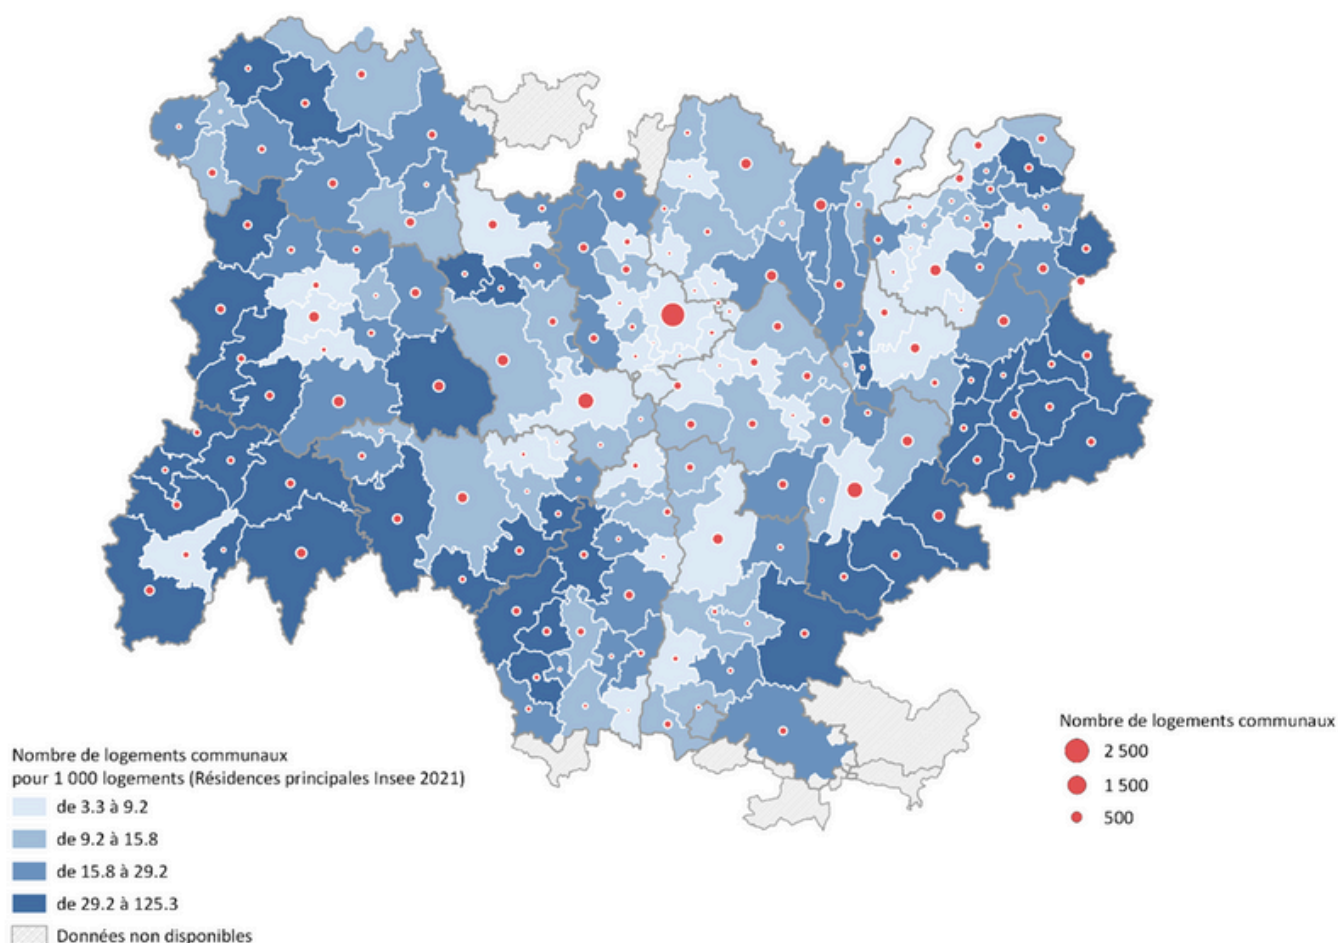 Nombre de logements communaux
pour 1 000 logements (Résidences principales Insee 2021)
de 3.3 à 9.2
de 9.2 à 15.8
de 15.8 à 29.2
de 29.2 à 125.3
Données non disponibles
Nombre de logements communaux
2 500
1 500
500